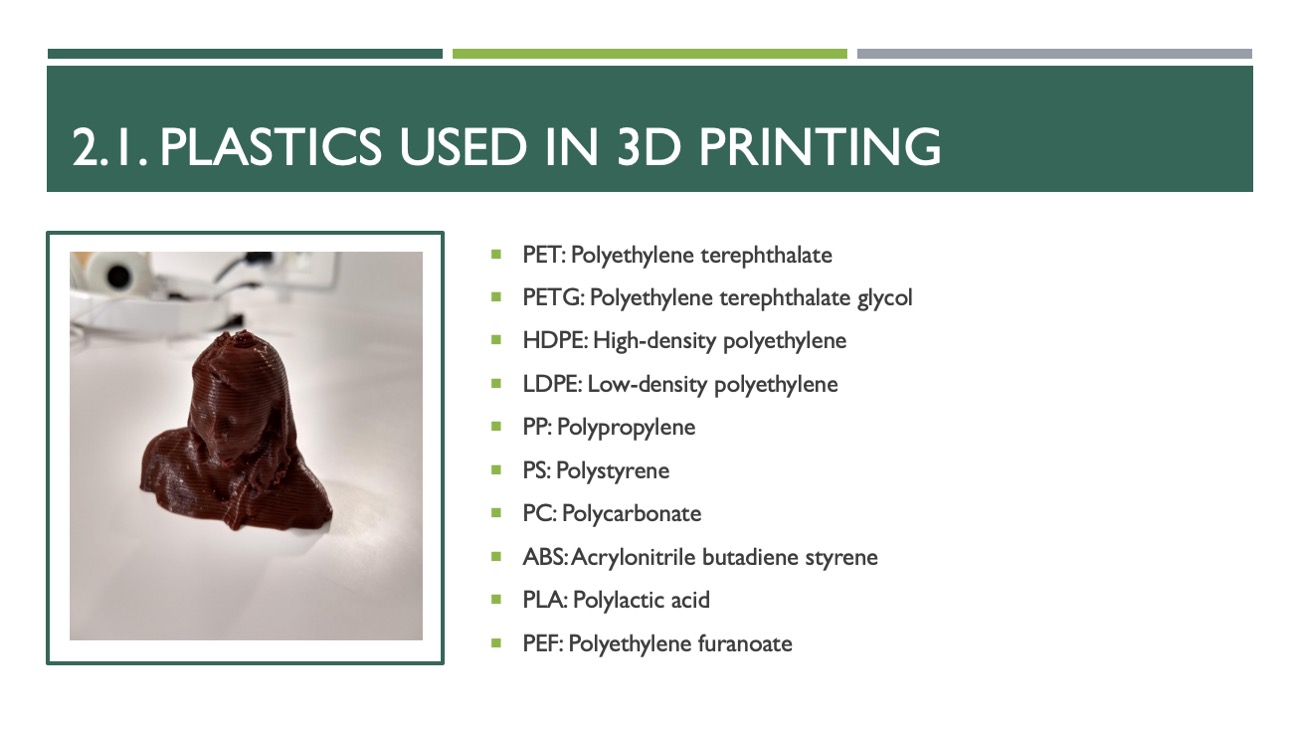 2.1. PLASTICS USED IN 3D PRINTING
PET: Polyethylene terephthalate
PETG: Polyethylene terephthalate glycol
HDPE: High-density polyethylene
LDPE: Low-density polyethylene
PP: Polypropylene
PS: Polystyrene
PC: Polycarbonate
ABS: Acrylonitrile butadiene styrene
PLA: Polylactic acid
PEF: Polyethylene furanoate